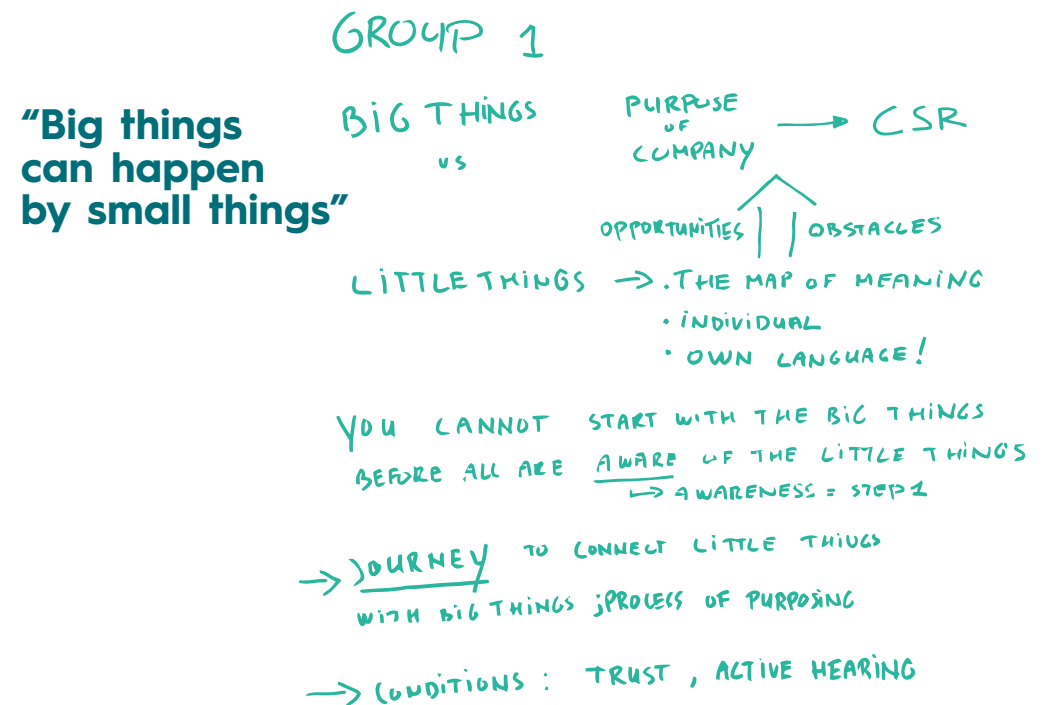 GROUP 1
"Big things
can happen
by small things"
BIG THINGS
vs
PURPOSE
OF
COMPANY → CSR
OPPORTUNITIES
OBSTACLES
LITTLE THINGS → . THE MAP OF MEANING
· INDIVIDUAL
· OWN LANGUAGE!
YOU CANNOT START WITH THE BIG THINGS
BEFORE ALL ARE AWARE OF THE LITTLE THINGS
→ AWARENESS = STEP 1
→ JOURNEY TO CONNECT LITTLE THINGS
WITH BIG THINGS ; PROCESS OF PURPOSING
→ CONDITIONS : TRUST , ACTIVE HEARING